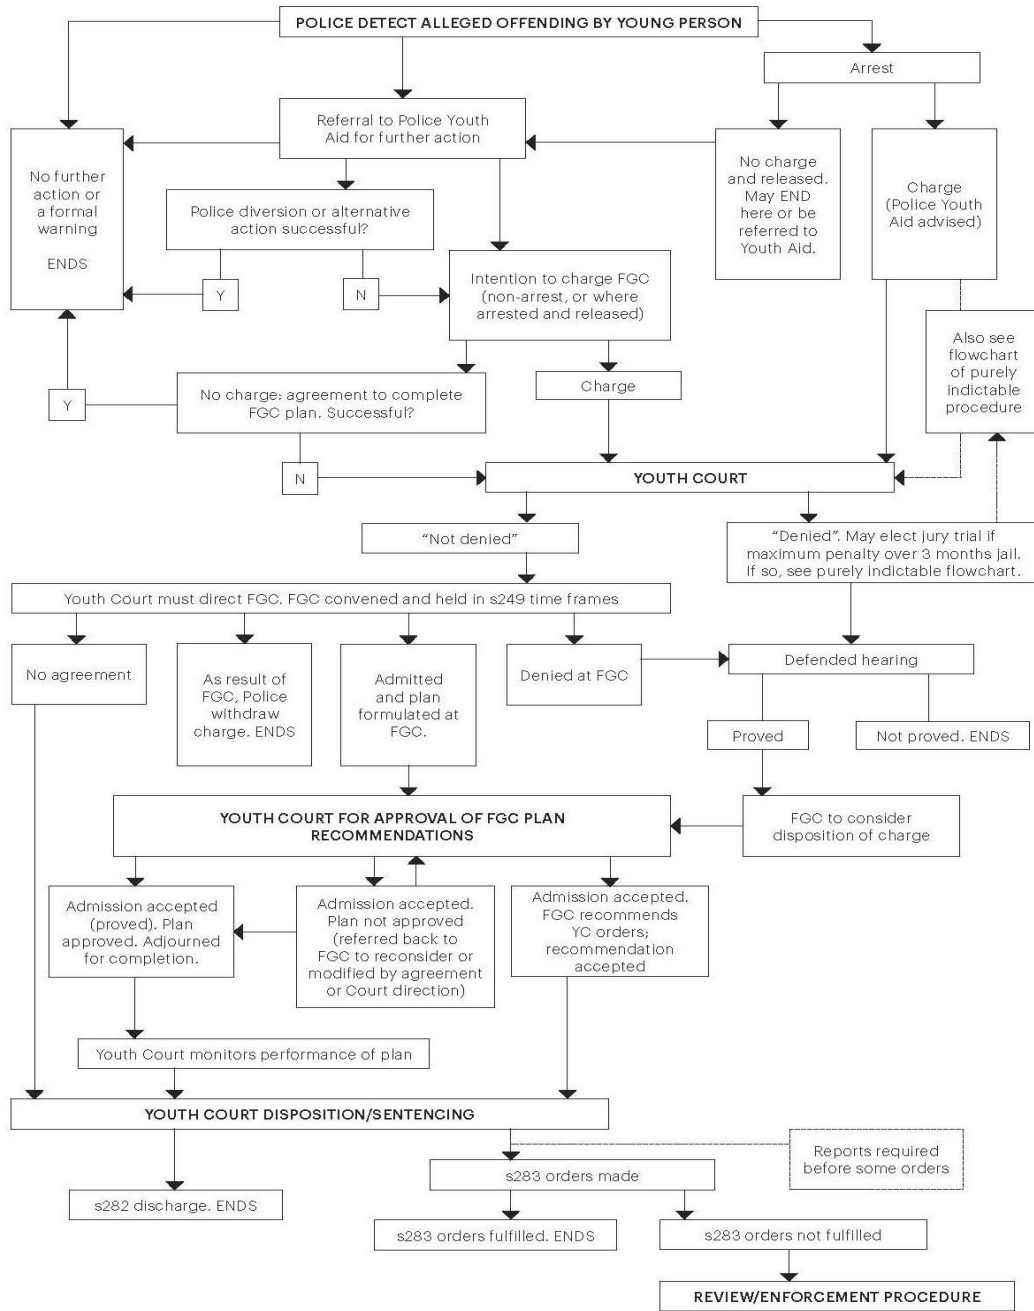 POLICE DETECT ALLEGED OFFENDING BY YOUNG PERSON
Arrest
Referral to Police Youth
Aid for further action
No further
action or
a formal
warning
ENDS
No charge
and released.
May END
here or be
referred to
Youth Aid.
Charge
(Police Youth
Aid advised)
Police diversion or alternative
action successful?
Y
N
Intention to charge FGC
(non-arrest, or where
arrested and released)
Also see
flowchart
of purely
indictable
procedure
Y
No charge: agreement to complete
FGC plan. Successful?
Charge
N
YOUTH COURT
"Not denied"
"Denied". May elect jury trial if
maximum penalty over 3 months jail.
If so, see purely indictable flowchart.
Youth Court must direct FGC. FGC convened and held in s249 time frames
No agreement
As result of
FGC, Police
withdraw
charge. ENDS
Admitted
and plan
formulated at
FGC.
Denied at FGC
Defended hearing
Proved
Not proved. ENDS
YOUTH COURT FOR APPROVAL OF FGC PLAN
RECOMMENDATIONS
FGC to consider
disposition of charge
Admission accepted
(proved). Plan
approved. Adjourned
for completion.
Admission accepted.
Plan not approved
(referred back to
FGC to reconsider or
modified by agreement
or Court direction)
Admission accepted.
FGC recommends
YC orders;
recommendation
accepted
Youth Court monitors performance of plan
YOUTH COURT DISPOSITION/SENTENCING
Reports required
before some orders
s283 orders made
s282 discharge. ENDS
s283 orders fulfilled. ENDS
s283 orders not fulfilled
REVIEW/ENFORCEMENT PROCEDURE